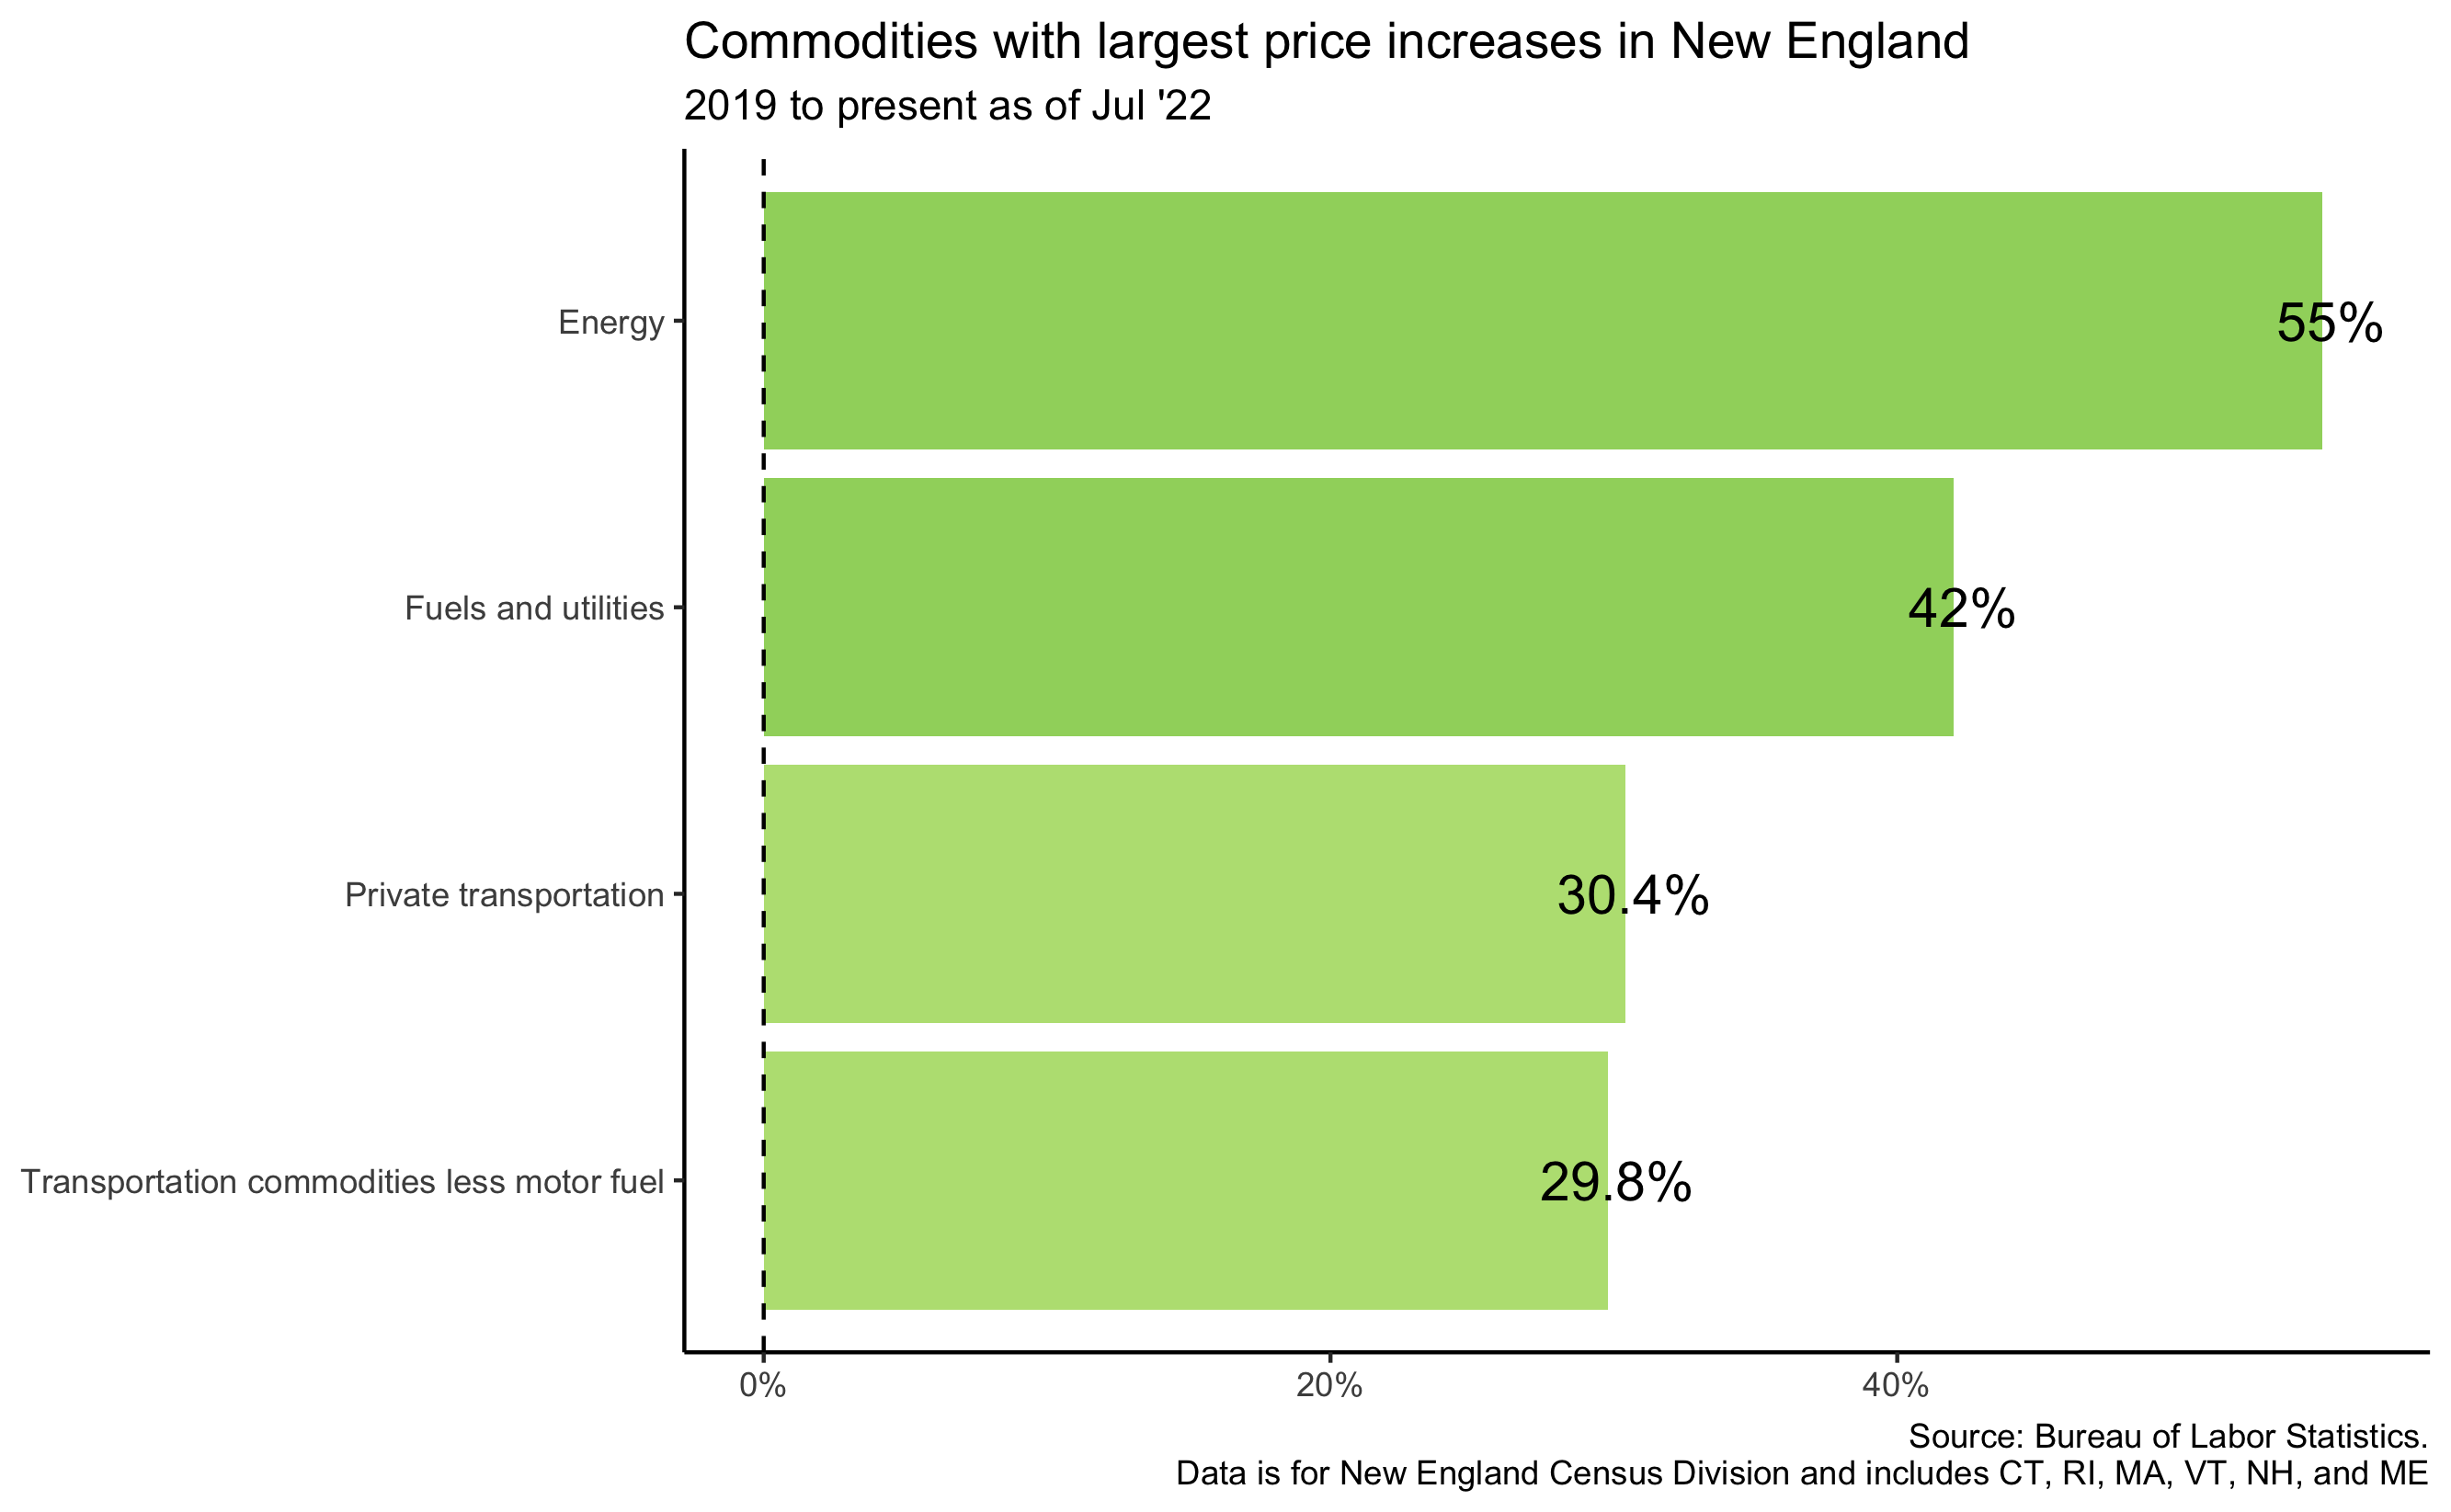 Commodities with largest price increases in New England
2019 to present as of Jul '22
Energy
55%
Fuels and utilities
42%
Private transportation
30.4%
Transportation commodities less motor fuel
29.8%
0%
20%
40%
Source: Bureau of Labor Statistics.
Data is for New England Census Division and includes CT, RI, MA, VT, NH, and ME